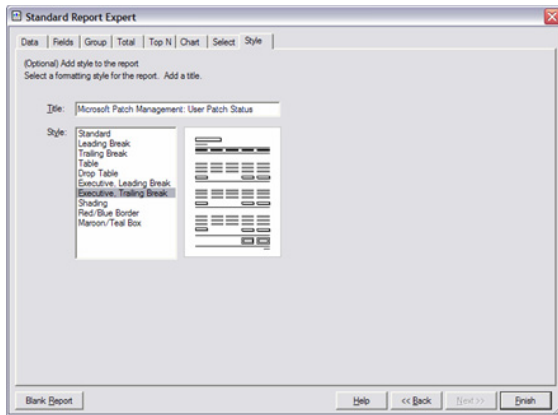 Standard Report Expert
Data Fields Group Total Top N Chart Select Style
(Optional) Add style to the report
Select a formatting style for the report. Add a title.
Title: Microsoft Patch Management: User Patch Status
Style:
Standard
Leading Break
Trailing Break
Table
Drop Table
Executive, Leading Break
Executive, Trailing Break
Shading
Red/Blue Border
Maroon/Teal Box
Blank Report Help << Back Next >> Finish